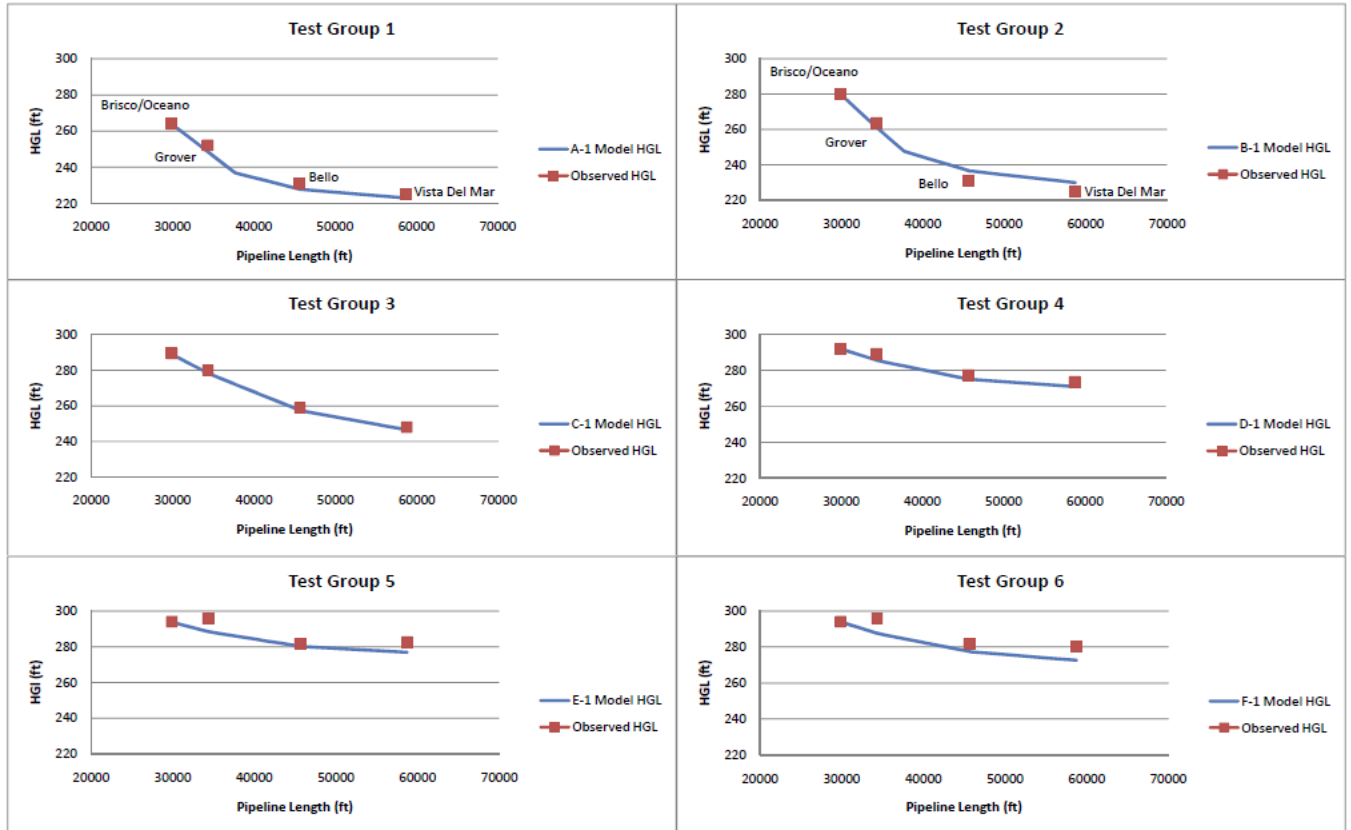 Test Group 1
300
280
260
240
220
HGL (ft)
Brisco/Oceano
Grover
Bello
Vista Del Mar
A-1 Model HGL
Observed HGL
20000 30000 40000 50000 60000 70000
Pipeline Length (ft)
Test Group 2
300
280
260
240
220
HGL (ft)
Brisco/Oceano
Grover
Bello
Vista Del Mar
B-1 Model HGL
Observed HGL
20000 30000 40000 50000 60000 70000
Pipeline Length (ft)
Test Group 3
300
280
260
240
220
HGL (ft)
C-1 Model HGL
Observed HGL
20000 30000 40000 50000 60000 70000
Pipeline Length (ft)
Test Group 4
300
280
260
240
220
HGL (ft)
D-1 Model HGL
Observed HGL
20000 30000 40000 50000 60000 70000
Pipeline Length (ft)
Test Group 5
300
280
260
240
220
HGl (ft)
E-1 Model HGL
Observed HGL
20000 30000 40000 50000 60000 70000
Pipeline Length (ft)
Test Group 6
300
280
260
240
220
HGL (ft)
F-1 Model HGL
Observed HGL
20000 30000 40000 50000 60000 70000
Pipeline Length (ft)